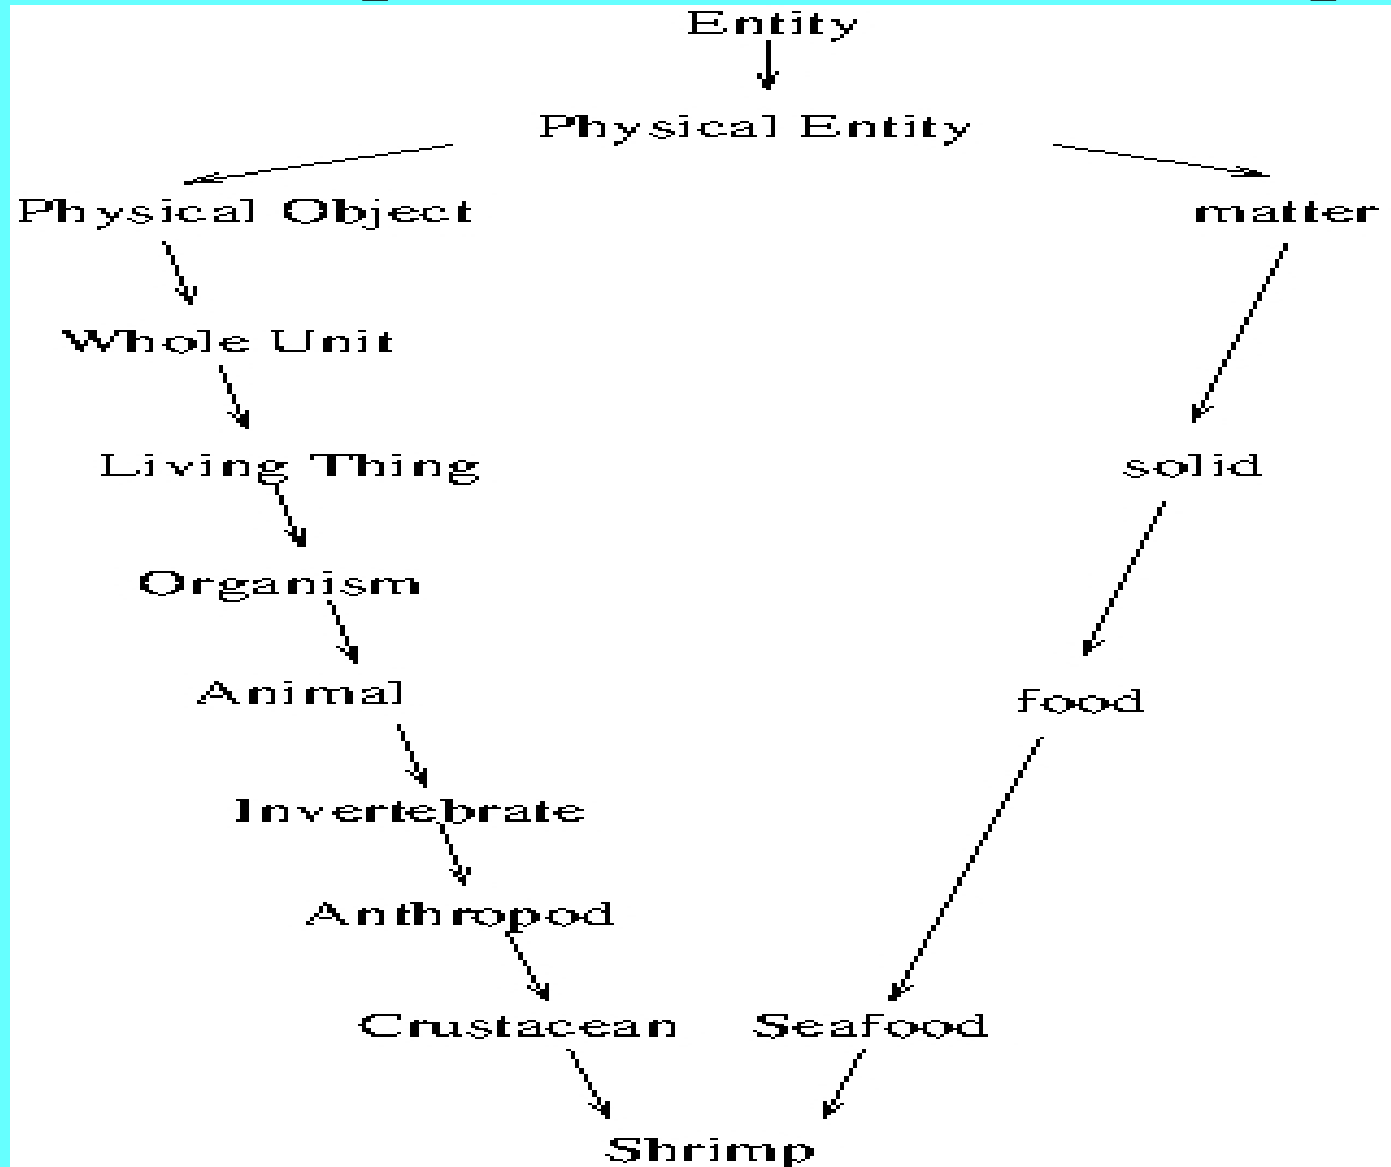 Entity
Physical Entity
Physical Object matter
Whole Unit
Living Thing solid
Organism
Animal food
Invertebrate
Anthropod
Crustacean Seafood
Shrimp